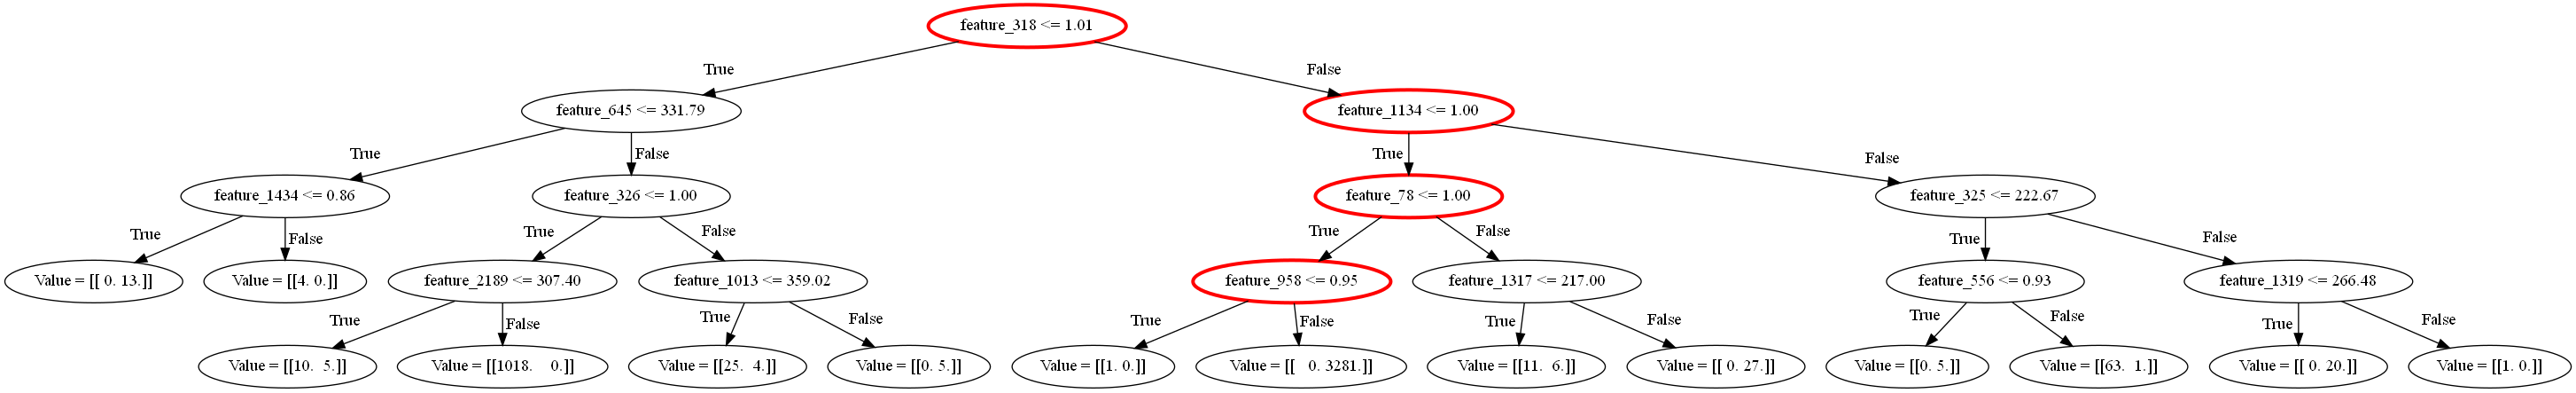 feature_318 <= 1.01
True
False
feature_645 <= 331.79
feature_1134 <= 1.00
True
False
True
False
feature_1434 <= 0.86
feature_326 <= 1.00
feature_78 <= 1.00
feature_325 <= 222.67
True
False
True
False
True
False
True
False
Value = [[ 0. 13.]]
Value = [[4. 0.]]
feature_2189 <= 307.40
feature_1013 <= 359.02
feature_958 <= 0.95
feature_1317 <= 217.00
feature_556 <= 0.93
feature_1319 <= 266.48
True
False
True
False
True
False
True
False
True
False
True
False
Value = [[10.  5.]]
Value = [[1018.    0.]]
Value = [[25.  4.]]
Value = [[0. 5.]]
Value = [[1. 0.]]
Value = [[   0. 3281.]]
Value = [[11.  6.]]
Value = [[ 0. 27.]]
Value = [[0. 5.]]
Value = [[63.  1.]]
Value = [[ 0. 20.]]
Value = [[1. 0.]]